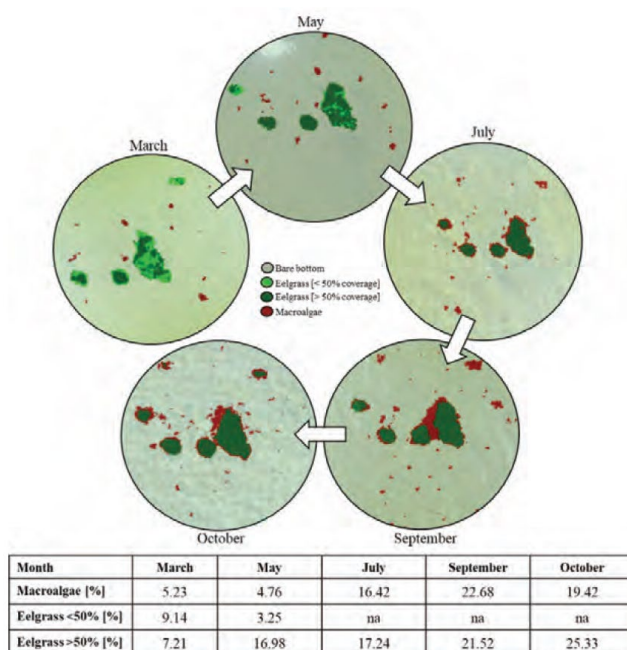 May
March
July
Bare bottom
Eelgrass [< 50% coverage]
Eelgrass [> 50% coverage]
Macroalgae
October
September
Month March May July September October
Macroalgae [%] 5.23 4.76 16.42 22.68 19.42
Eelgrass <50% [%] 9.14 3.25 na na na
Eelgrass >50% [%] 7.21 16.98 17.24 21.52 25.33